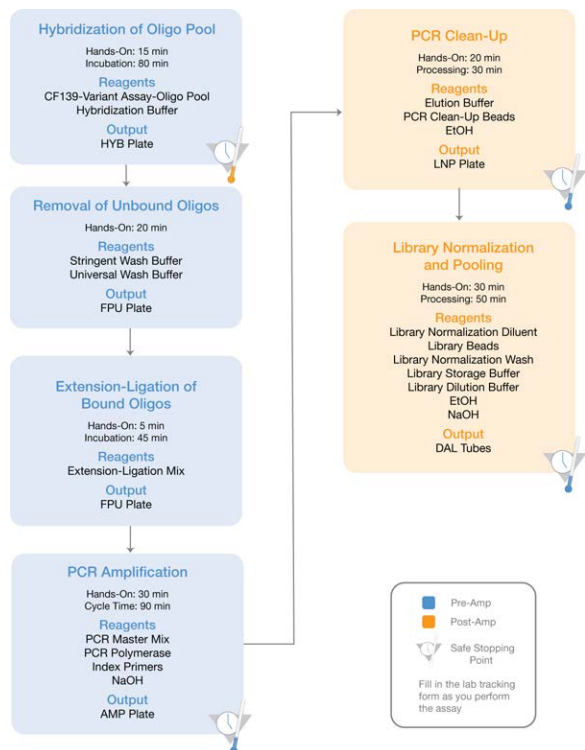 Hybridization of Oligo Pool
Hands-On: 15 min
Incubation: 80 min
Reagents
CF139-Variant Assay-Oligo Pool
Hybridization Buffer
Output
HYB Plate
Removal of Unbound Oligos
Hands-On: 20 min
Reagents
Stringent Wash Buffer
Universal Wash Buffer
Output
FPU Plate
Extension-Ligation of
Bound Oligos
Hands-On: 5 min
Incubation: 45 min
Reagents
Extension-Ligation Mix
Output
FPU Plate
PCR Amplification
Hands-On: 30 min
Cycle Time: 90 min
Reagents
PCR Master Mix
PCR Polymerase
Index Primers
NaOH
Output
AMP Plate
PCR Clean-Up
Hands-On: 20 min
Processing: 30 min
Reagents
Elution Buffer
PCR Clean-Up Beads
EtOH
Output
LNP Plate
Library Normalization
and Pooling
Hands-On: 30 min
Processing: 50 min
Reagents
Library Normalization Diluent
Library Beads
Library Normalization Wash
Library Storage Buffer
Library Dilution Buffer
EtOH
NaOH
Output
DAL Tubes
Pre-Amp
Post-Amp
Safe Stopping
Point
Fill in the lab tracking
form as you perform
the assay